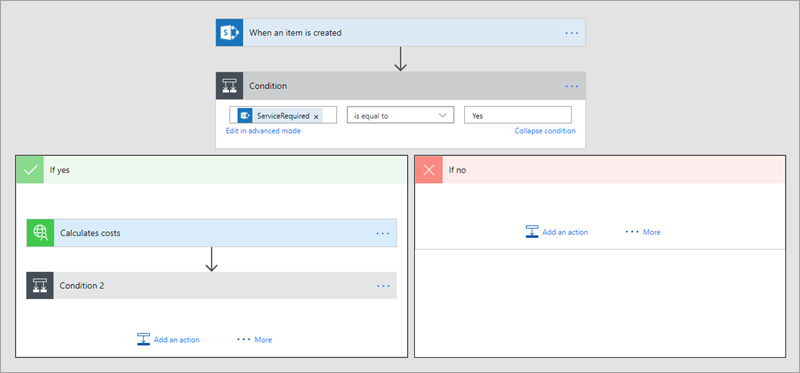 When an item is created
Condition
ServiceRequired × is equal to Yes
Edit in advanced mode Collapse condition
If yes
Calculates costs
Condition 2
Add an action More
If no
Add an action More